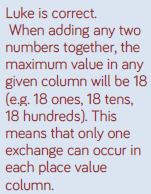 Luke is correct.
When adding any two
numbers together, the
maximum value in any
given column will be 18
(e.g. 18 ones, 18 tens,
18 hundreds). This
means that only one
exchange can occur in
each place value
column.